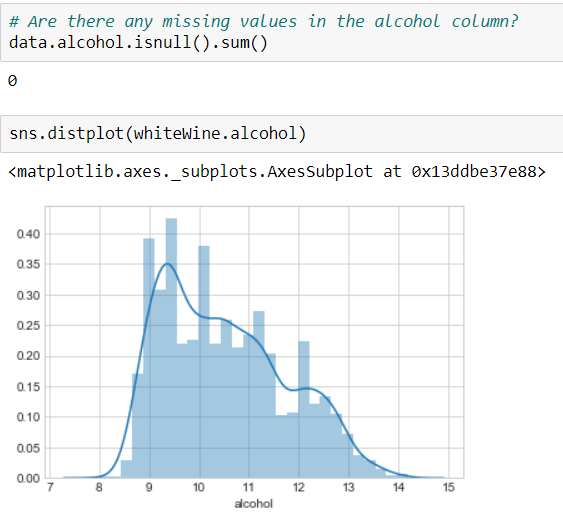 # Are there any missing values in the alcohol column?
data.alcohol.isnull().sum()
0
sns.distplot(whiteWine.alcohol)
<matplotlib.axes._subplots.AxesSubplot at 0x13ddbe37e88>
0.40
0.35
0.30
0.25
0.20
0.15
0.10
0.05
0.00
7 8 9 10 11 12 13 14 15
alcohol